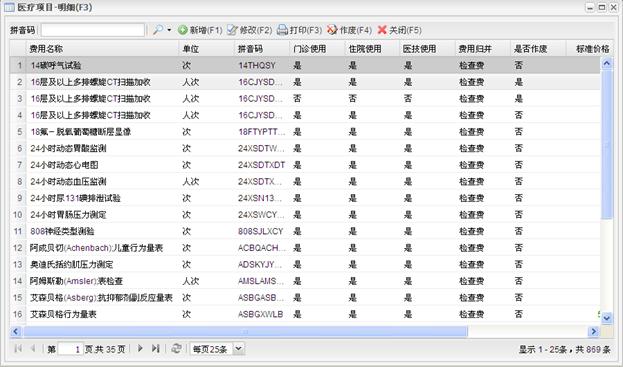 医疗项目-明细(F3)
拼音码 新增(F1) 修改(F2) 打印(F3) 作废(F4) 关闭(F5)
费用名称 单位 拼音码 门诊使用 住院使用 医技使用 费用归并 是否作废 标准价格
1 14碳呼气试验 次 14THQSY 是 是 是 检查费 否
2 16层及以上多排螺旋CT扫描加收 人次 16CJYSD... 是 是 是 检查费 是
3 16层及以上多排螺旋CT扫描加收 人次 16CJYSD... 否 否 否 检查费 是
4 16层及以上多排螺旋CT扫描加收 人次 16CJYSD... 是 是 是 检查费 否
5 18氟-脱氧葡萄糖断层显像 次 18FTYPTT... 是 是 是 检查费 否
6 24小时动态胃酸监测 次 24XSDTW... 是 是 是 检查费 否
7 24小时动态心电图 次 24XSDTXDT 是 是 是 检查费 否
8 24小时动态血压监测 人次 24XSDTX... 是 是 是 检查费 否
9 24小时尿131碘排泄试验 次 24XSN13... 是 是 是 检查费 否
10 24小时胃肠压力测定 次 24XSWCY... 是 是 是 检查费 否
11 808神经类型测验 次 808SJLXCY 是 是 是 检查费 否
12 阿成贝切(Achenbach)儿童行为量表 次 ACBQACH... 是 是 是 检查费 否
13 奥迪氏括约肌压力测定 次 ADSKYJY... 是 是 是 检查费 否
14 阿姆斯勒(Amsler)表检查 人次 AMSLAMS... 是 是 是 检查费 否
15 艾森贝格(Asberg)抗抑郁剂副反应量表 次 ASBGASB... 是 是 是 检查费 否
16 艾森贝格行为量表 次 ASBGXWLB 是 是 是 检查费 否
第 1 页,共 35 页 每页25条 显示 1 - 25条，共 869 条